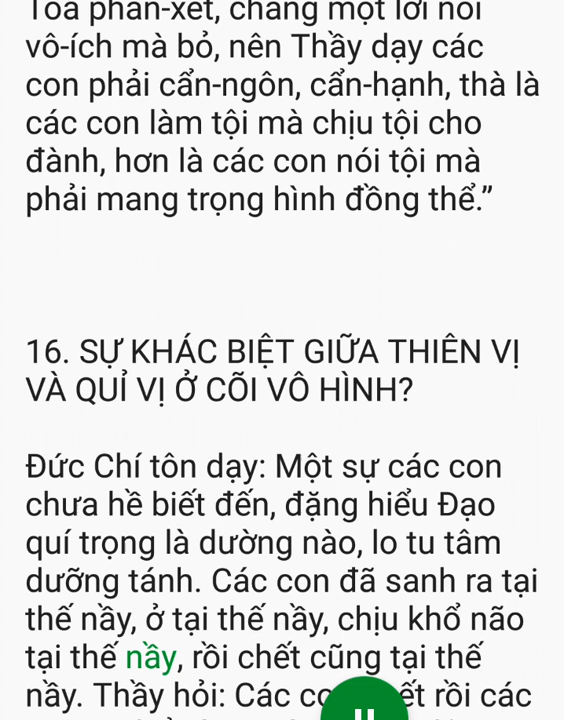 Toà phán-xét, chẳng một lời nói
vô-ích mà bỏ, nên Thầy dạy các
con phải cẩn-ngôn, cẩn-hạnh, thà là
các con làm tội mà chịu tội cho
đành, hơn là các con nói tội mà
phải mang trọng hình đồng thể.”
16. SỰ KHÁC BIỆT GIỮA THIÊN VỊ
VÀ QUỈ VỊ Ở CÕI VÔ HÌNH?
Đức Chí tôn dạy: Một sự các con
chưa hề biết đến, đặng hiểu Đạo
quí trọng là dường nào, lo tu tâm
dưỡng tánh. Các con đã sanh ra tại
thế nầy, ở tại thế nầy, chịu khổ não
tại thế nầy, rồi chết cũng tại thế
nầy. Thầy hỏi: Các rồi các